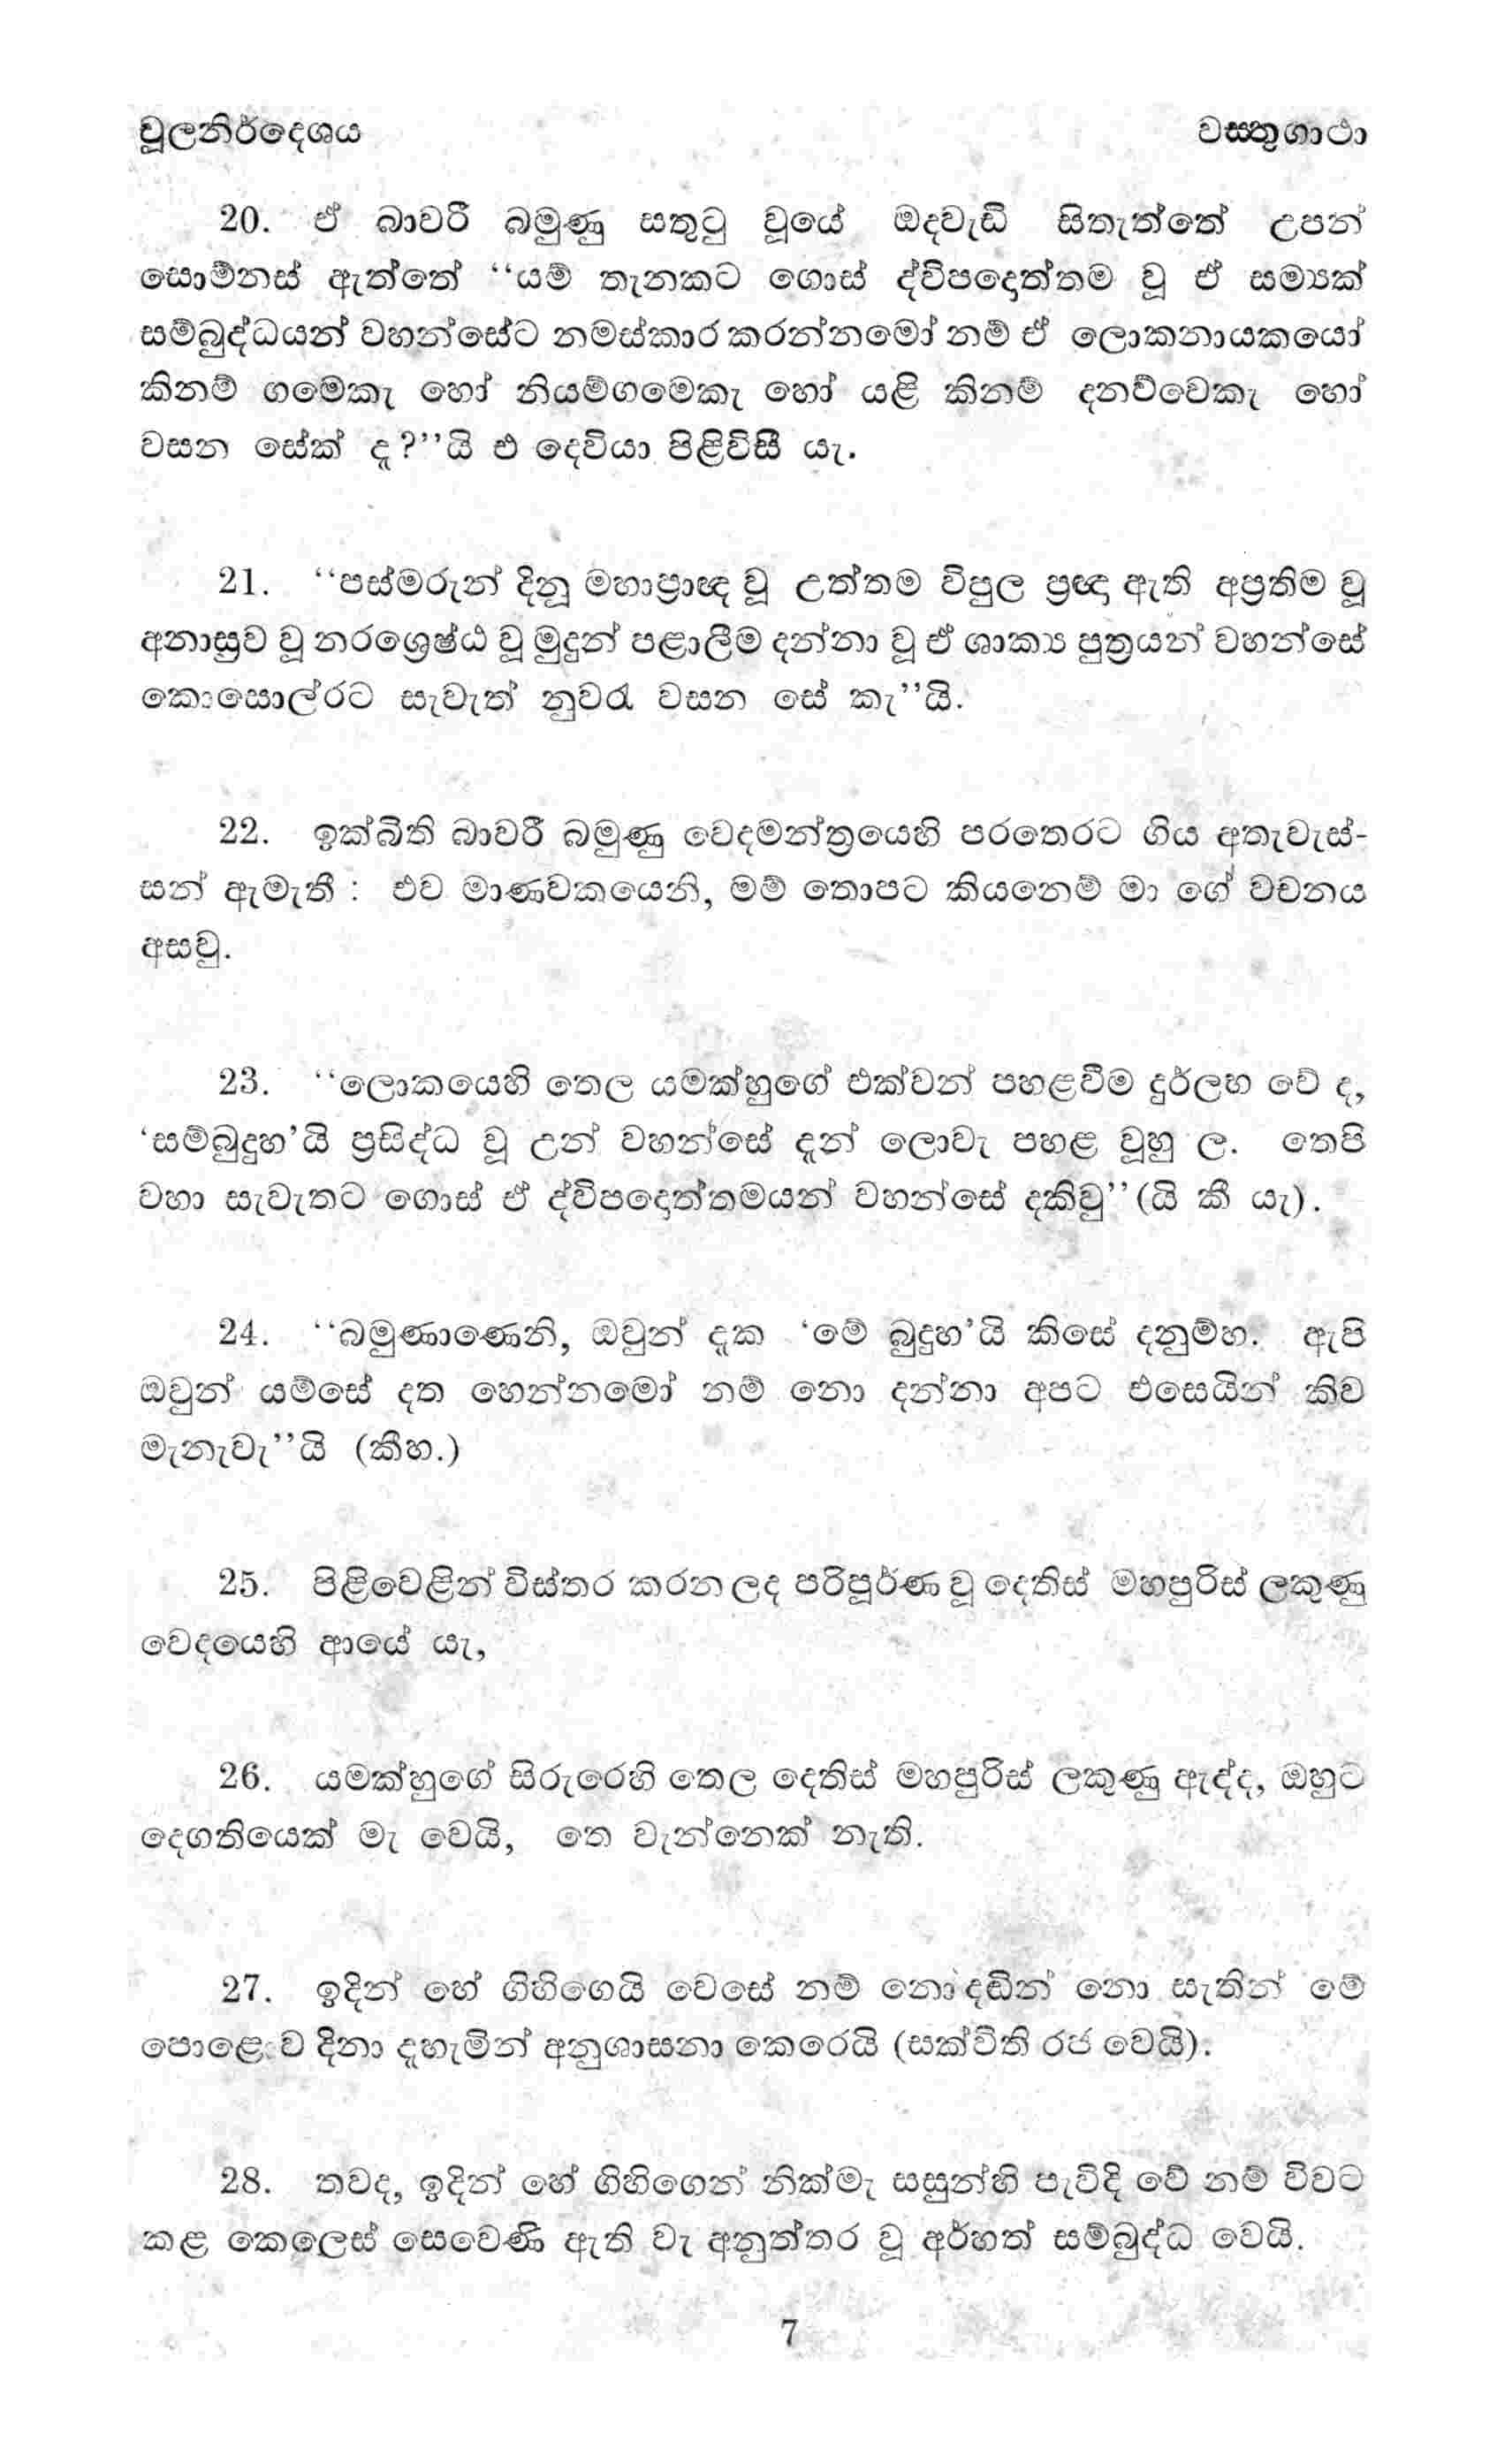 චූලනිර්දෙශය
වස්තුගාථා
20. ඒ බාවරී බමුණු සතුටු වූයේ ඔදවැඩි සිතැත්තේ උපන්
සොම්නස් ඇත්තේ “යම් තැනකට ගොස් ද්විපදොත්තම වූ ඒ සම්‍යක්
සම්බුද්ධයන් වහන්සේට නමස්කාර කරන්නමෝ නම් ඒ ලොකනායකයෝ
කිනම් ගමෙකැ හෝ නියම්ගමෙකැ හෝ යළි කිනම් දනව්වෙකැ හෝ
වසන සේක් ද?”යි එ දෙවියා පිළිවිසී යැ.
21. “පස්මරුන් දිනූ මහාප්‍රාඥ වූ උත්තම විපුල ප්‍රඥා ඇති අප්‍රතිම වූ
අනාස්‍රව වූ නරශ්‍රෙෂ්ඨ වූ මුදුන් පළාලීම දන්නා වූ ඒ ශාක්‍ය පුත්‍රයන් වහන්සේ
කොසොල්රට සැවැත් නුවරැ වසන සේ කැ”යි.
22. ඉක්බිති බාවරී බමුණු වෙදමන්ත්‍රයෙහි පරතෙරට ගිය අතැවැස්-
සන් ඇමැතී : එව මාණවකයෙනි, මම් තොපට කියනෙම් මා ගේ වචනය
අසවු.
23. “ලොකයෙහි තෙල යමක්හුගේ එක්වන් පහළවීම දුර්ලභ වේ ද,
‘සම්බුදුහ’යි ප්‍රසිද්ධ වූ උන් වහන්සේ දැන් ලොවැ පහළ වූහු ල. තෙපි
වහා සැවැතට ගොස් ඒ ද්විපදොත්තමයන් වහන්සේ දකිවු”(යි කී යැ).
24. “බමුණාණෙනි, ඔවුන් දැක ‘මේ බුදුහ’යි කිසේ දනුම්හ. ඇපි
ඔවුන් යම්සේ දත හෙන්නමෝ නම් නො දන්නා අපට එසෙයින් කිව
මැනැවැ”යි (කීහ.)
25. පිළිවෙළින් විස්තර කරන ලද පරිපූර්ණ වූ දෙතිස් මහපුරිස් ලකුණු
වෙදයෙහි ආයේ යැ,
26. යමක්හුගේ සිරුරෙහි තෙල දෙතිස් මහපුරිස් ලකුණු ඇද්ද, ඔහුට
දෙගතියෙක් මැ වෙයි, තෙ වැන්නෙක් නැති.
27. ඉදින් හේ ගිහිගෙයි වෙසේ නම් නො දඬින් නො සැතින් මේ
පොළොව දිනා දැහැමින් අනුශාසනා කෙරෙයි (සක්විති රජ වෙයි).
28. තවද, ඉදින් හේ ගිහිගෙන් නික්මැ සසුන්හි පැවිදි වේ නම් විවට
කළ කෙලෙස් සෙවෙණි ඇති වැ අනුත්තර වූ අර්හත් සම්බුද්ධ වෙයි.
7